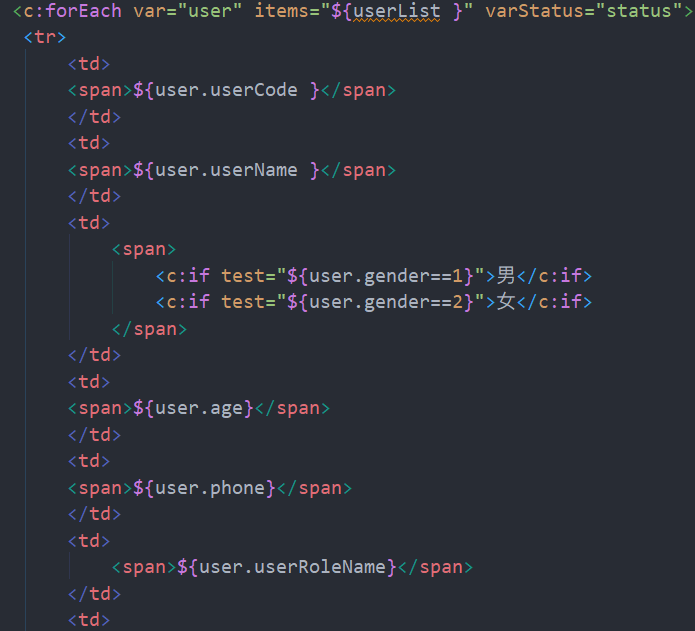 <c:forEach var="user" items="${userList }" varStatus="status">
<tr>
<td>
<span>${user.userCode }</span>
</td>
<td>
<span>${user.userName }</span>
</td>
<td>
<span>
<c:if test="${user.gender==1}">男</c:if>
<c:if test="${user.gender==2}">女</c:if>
</span>
</td>
<td>
<span>${user.age}</span>
</td>
<td>
<span>${user.phone}</span>
</td>
<td>
<span>${user.userRoleName}</span>
</td>
<td>